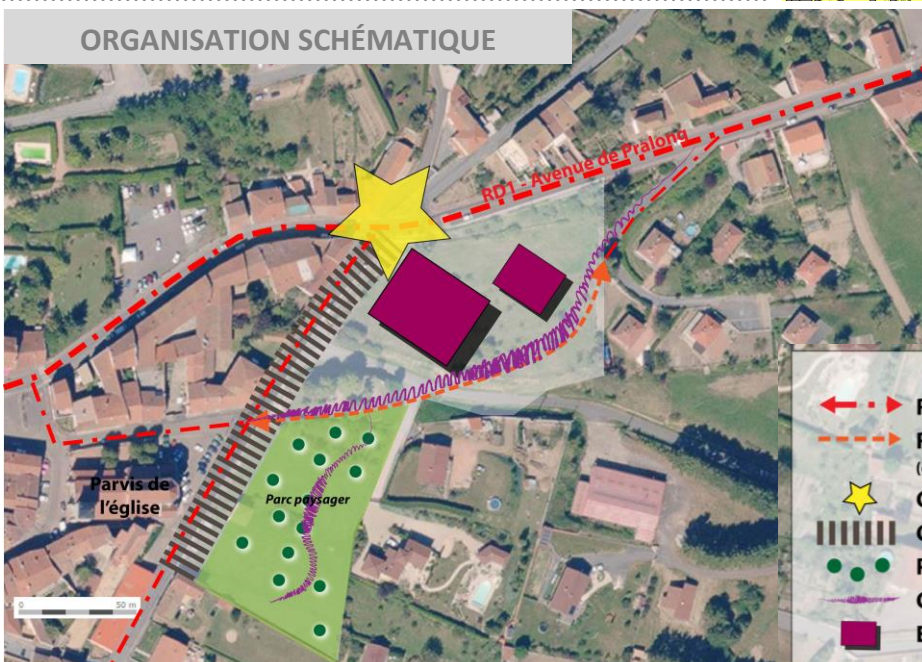 ORGANISATION SCHÉMATIQUE
RD1 - Avenue de Pralong
Parvis de
l'église
Parc paysager
0 50 m